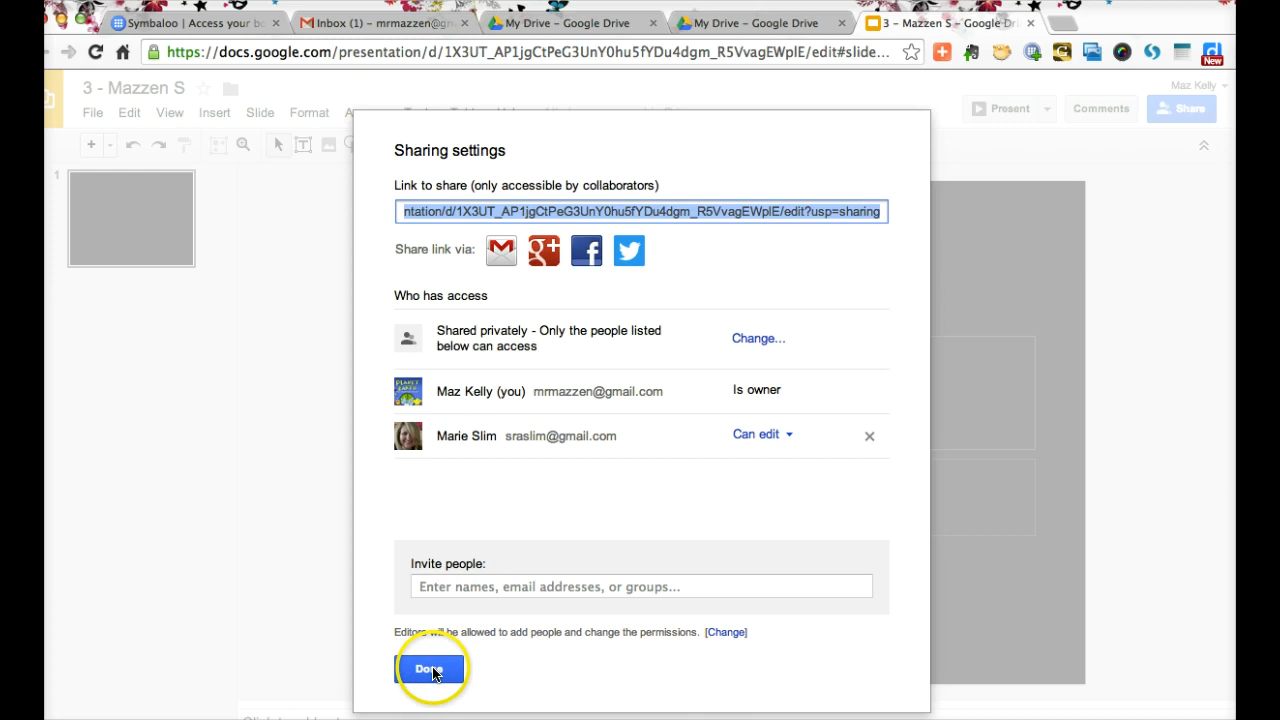 Symbaloo | Access your bo
Inbox (1) – mrmazzen@gm
My Drive – Google Drive
My Drive – Google Drive
3 – Mazzen S – Google Dri
https://docs.google.com/presentation/d/1X3UT_AP1jgCtPeG3UnY0hu5fYDu4dgm_R5VvagEWplE/edit#slide...
New
3 - Mazzen S
Maz Kelly
File Edit View Insert Slide Format
Present
Comments
Share
1
Sharing settings
Link to share (only accessible by collaborators)
ntation/d/1X3UT_AP1jgCtPeG3UnY0hu5fYDu4dgm_R5VvagEWplE/edit?usp=sharing
Share link via:
Who has access
Shared privately - Only the people listed
below can access
Change...
Maz Kelly (you) mrmazzen@gmail.com Is owner
Marie Slim sraslim@gmail.com Can edit
Invite people:
Enter names, email addresses, or groups...
Editors will be allowed to add people and change the permissions. [Change]
Done